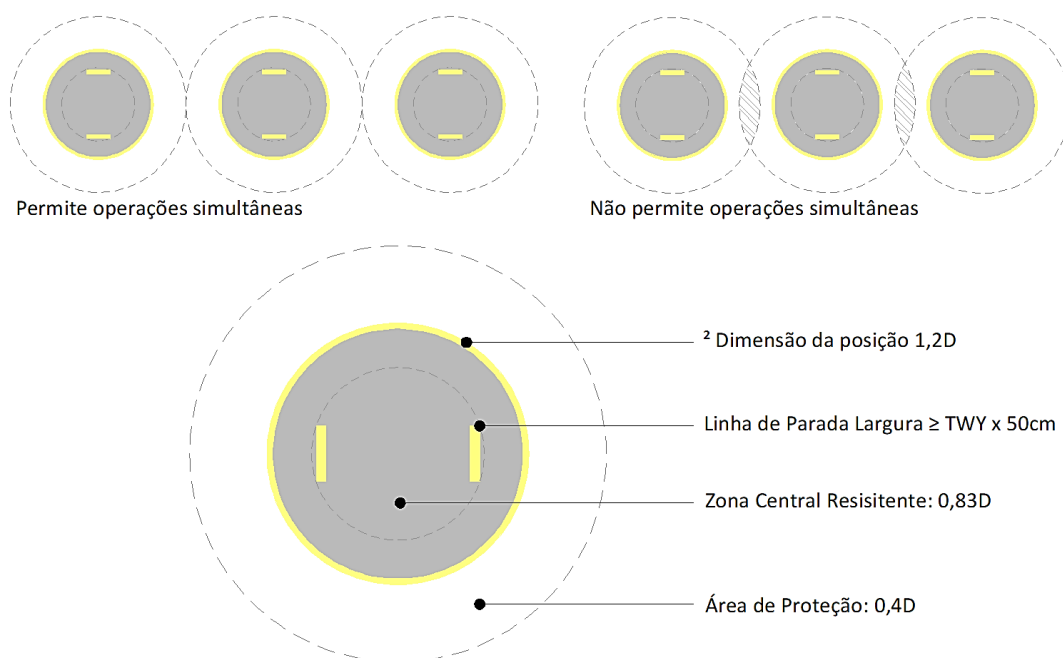 Permite operações simultâneas
Não permite operações simultâneas
² Dimensão da posição 1,2D
Linha de Parada Largura ≥ TWY x 50cm
Zona Central Resisitente: 0,83D
Área de Proteção: 0,4D